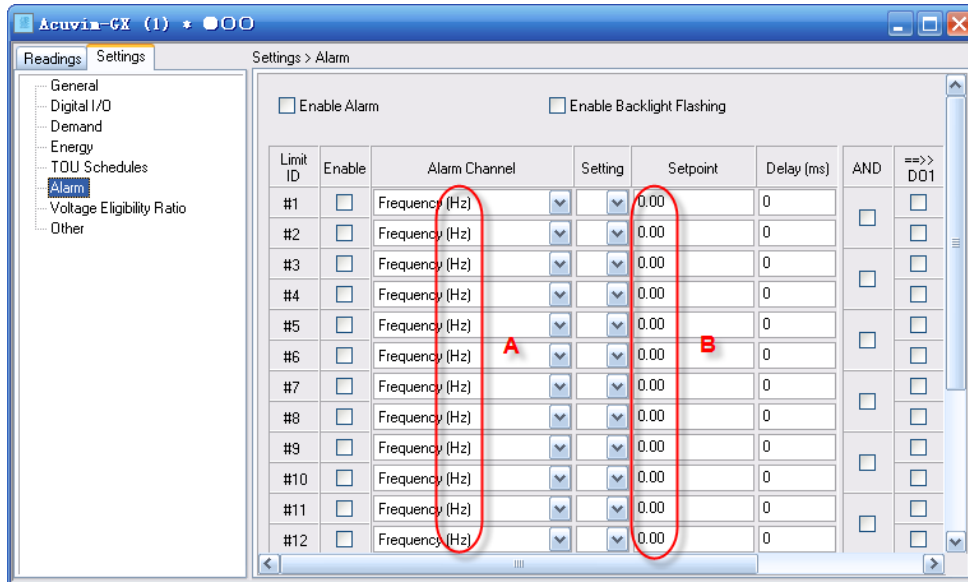 Acuvim-GX (1) *
Readings Settings
Settings > Alarm
General
Digital I/O
Demand
Energy
TOU Schedules
Alarm
Voltage Eligibility Ratio
Other
Enable Alarm Enable Backlight Flashing
Limit ID Enable Alarm Channel Setting Setpoint Delay (ms) AND ==>> DO1
#1 Frequency (Hz) 0.00 0
#2 Frequency (Hz) 0.00 0
#3 Frequency (Hz) 0.00 0
#4 Frequency (Hz) 0.00 0
#5 Frequency (Hz) 0.00 0
A B
#6 Frequency (Hz) 0.00 0
#7 Frequency (Hz) 0.00 0
#8 Frequency (Hz) 0.00 0
#9 Frequency (Hz) 0.00 0
#10 Frequency (Hz) 0.00 0
#11 Frequency (Hz) 0.00 0
#12 Frequency (Hz) 0.00 0